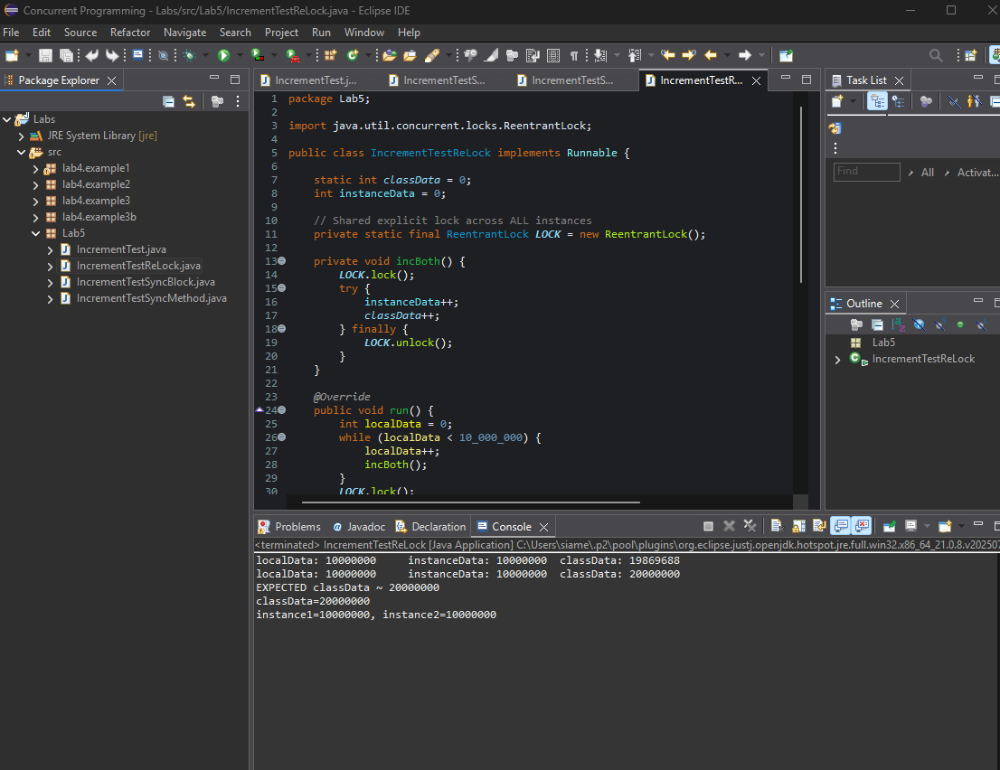 Concurrent Programming - Labs/src/Lab5/IncrementTestReLock.java - Eclipse IDE
File Edit Source Refactor Navigate Search Project Run Window Help
Package Explorer
Labs
JRE System Library [jre]
src
lab4.example1
lab4.example2
lab4.example3
lab4.example3b
Lab5
IncrementTest.java
IncrementTestReLock.java
IncrementTestSyncBlock.java
IncrementTestSyncMethod.java
IncrementTest.j... IncrementTestS... IncrementTestS... IncrementTestR...
1 package Lab5;
2
3 import java.util.concurrent.locks.ReentrantLock;
4
5 public class IncrementTestReLock implements Runnable {
6
7 static int classData = 0;
8 int instanceData = 0;
9
10 // Shared explicit lock across ALL instances
11 private static final ReentrantLock LOCK = new ReentrantLock();
12
13 private void incBoth() {
14 LOCK.lock();
15 try {
16 instanceData++;
17 classData++;
18 } finally {
19 LOCK.unlock();
20 }
21 }
22
23 @Override
24 public void run() {
25 int localData = 0;
26 while (localData < 10_000_000) {
27 localData++;
28 incBoth();
29 }
30 LOCK.lock();
Task List
Find All Activat...
Outline
Lab5
IncrementTestReLock
Problems Javadoc Declaration Console
<terminated> IncrementTestReLock [Java Application] C:\Users\siame\.p2\pool\plugins\org.eclipse.justj.openjdk.hotspot.jre.full.win32.x86_64_21.0.8.v202507
localData: 10000000 instanceData: 10000000 classData: 19869688
localData: 10000000 instanceData: 10000000 classData: 20000000
EXPECTED classData ~ 20000000
classData=20000000
instance1=10000000, instance2=10000000